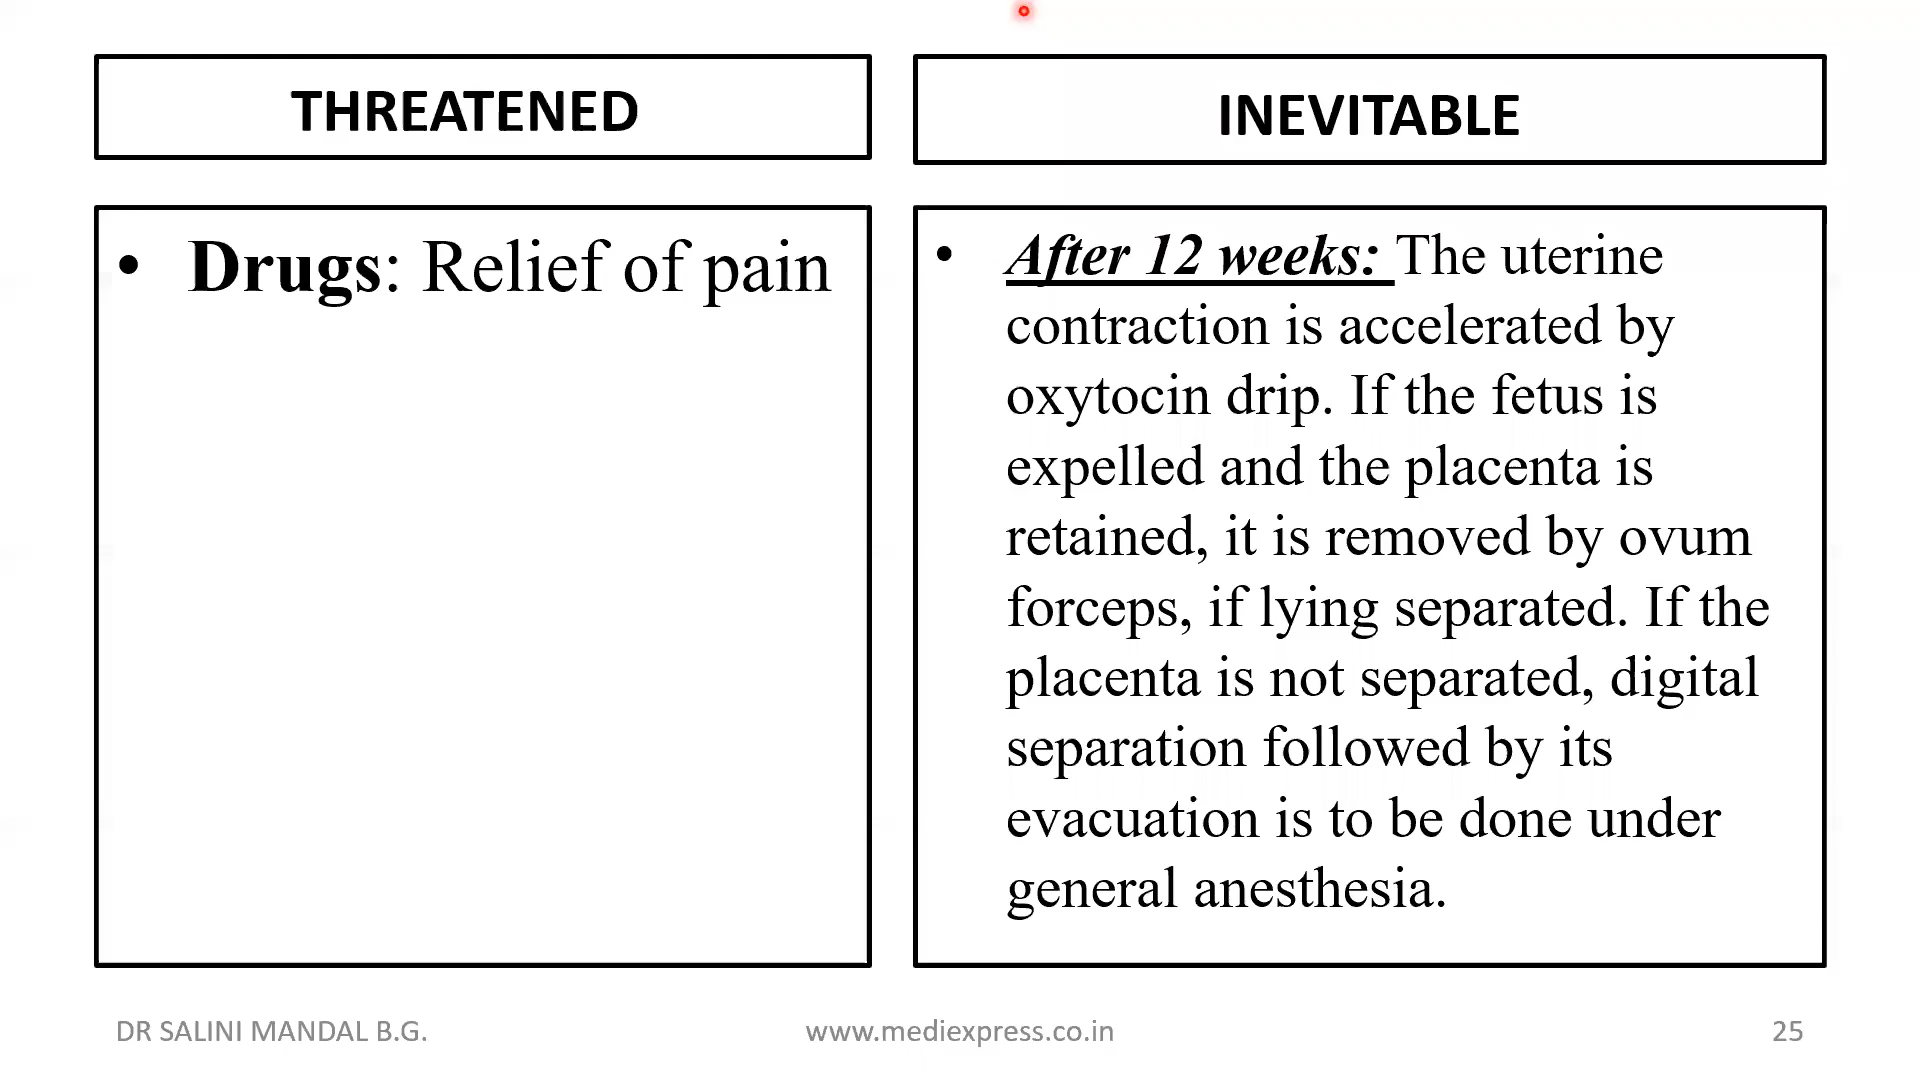 THREATENED
• Drugs: Relief of pain
INEVITABLE
• After 12 weeks: The uterine
contraction is accelerated by
oxytocin drip. If the fetus is
expelled and the placenta is
retained, it is removed by ovum
forceps, if lying separated. If the
placenta is not separated, digital
separation followed by its
evacuation is to be done under
general anesthesia.
DR SALINI MANDAL B.G.
www.mediexpress.co.in
25